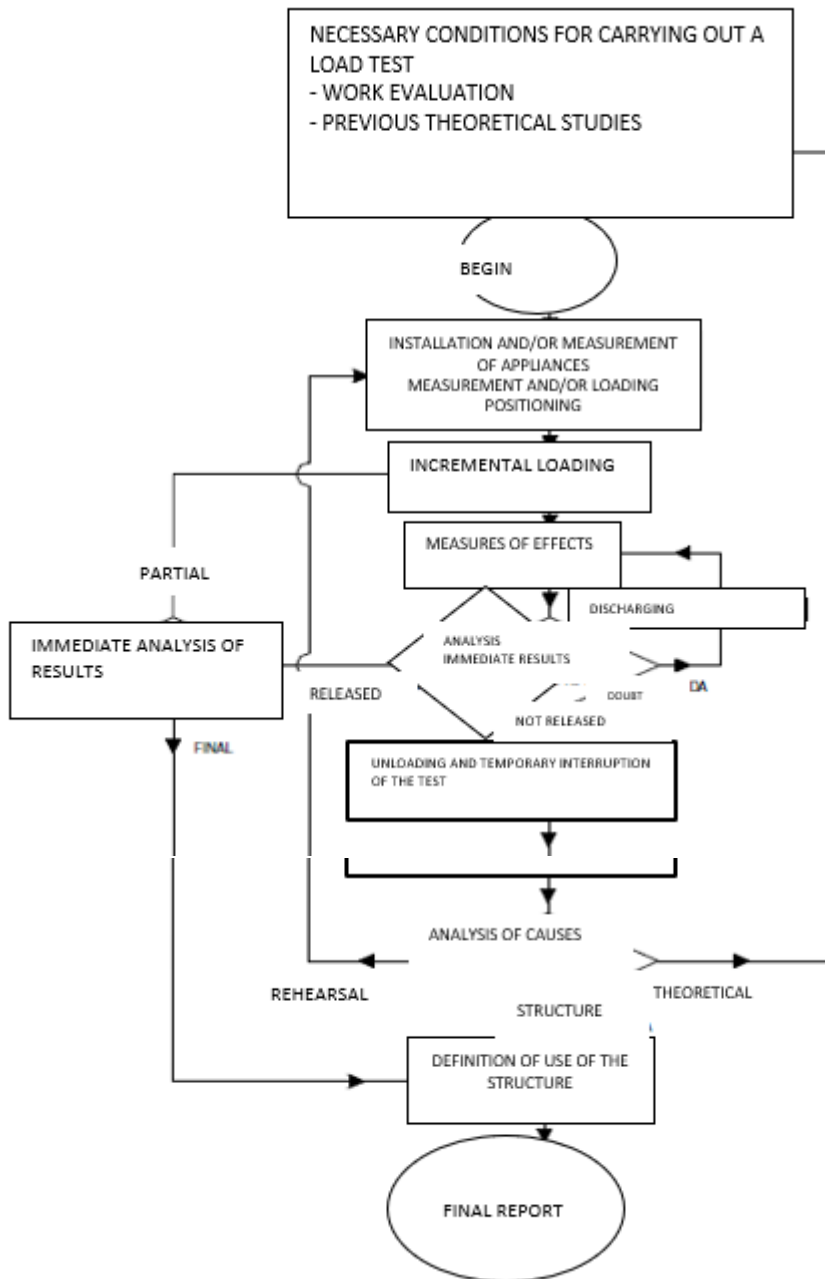 NECESSARY CONDITIONS FOR CARRYING OUT A
LOAD TEST
- WORK EVALUATION
- PREVIOUS THEORETICAL STUDIES
BEGIN
INSTALLATION AND/OR MEASUREMENT
OF APPLIANCES
MEASUREMENT AND/OR LOADING
POSITIONING
INCREMENTAL LOADING
MEASURES OF EFFECTS
PARTIAL
DISCHARGING
IMMEDIATE ANALYSIS OF
RESULTS
ANALYSIS
IMMEDIATE RESULTS
RELEASED
DOUBT
DA
NOT RELEASED
FINAL
UNLOADING AND TEMPORARY INTERRUPTION
OF THE TEST
ANALYSIS OF CAUSES
REHEARSAL
THEORETICAL
STRUCTURE
DEFINITION OF USE OF THE
STRUCTURE
FINAL REPORT